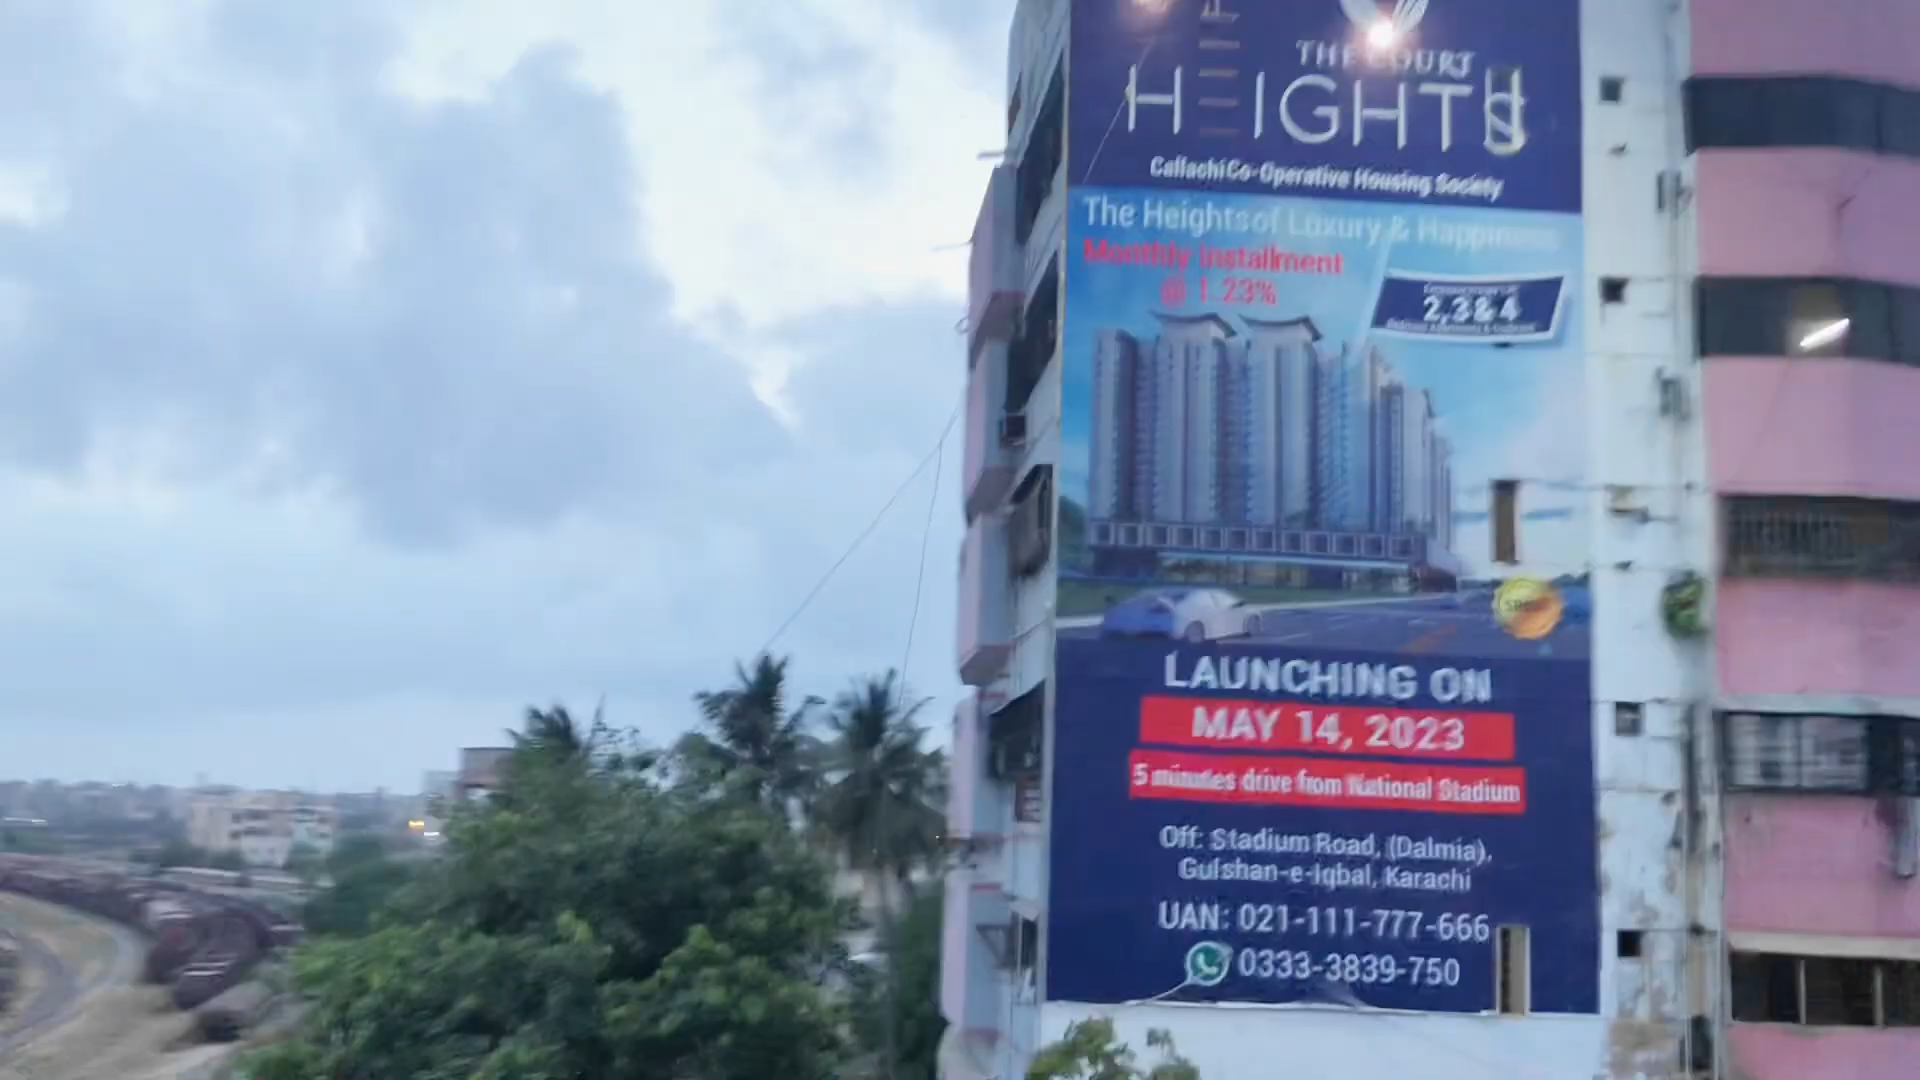 THE COURT
HEIGHTS
Callachi Co-Operative Housing Society
The Heights of Luxury & Happiness
Monthly Installment
@ 1.23%
2, 3 & 4
LAUNCHING ON
MAY 14, 2023
5 minutes drive from National Stadium
Off: Stadium Road, (Dalmia),
Gulshan-e-Iqbal, Karachi
UAN: 021-111-777-666
0333-3839-750